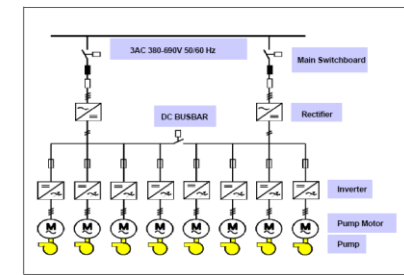 3AC 380-690V 50/60 Hz
Main Switchboard
Rectifier
DC BUSBAR
Inverter
M M M M M M M M
Pump Motor
Pump